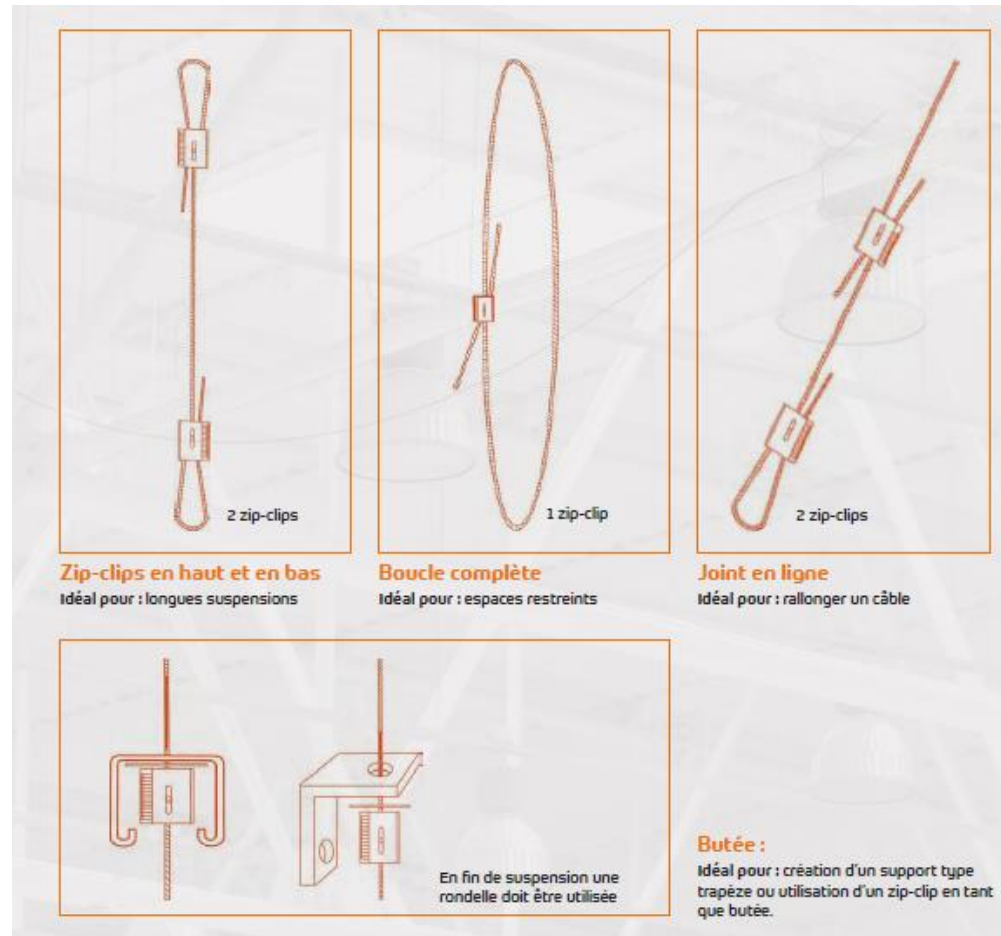 2 zip-clips
1 zip-clip
2 zip-clips
Zip-clips en haut et en bas
Idéal pour : longues suspensions
Boucle complète
Idéal pour : espaces restreints
Joint en ligne
Idéal pour : rallonger un câble
En fin de suspension une
rondelle doit être utilisée
Butée :
Idéal pour : création d'un support type
trapèze ou utilisation d'un zip-clip en tant
que butée.